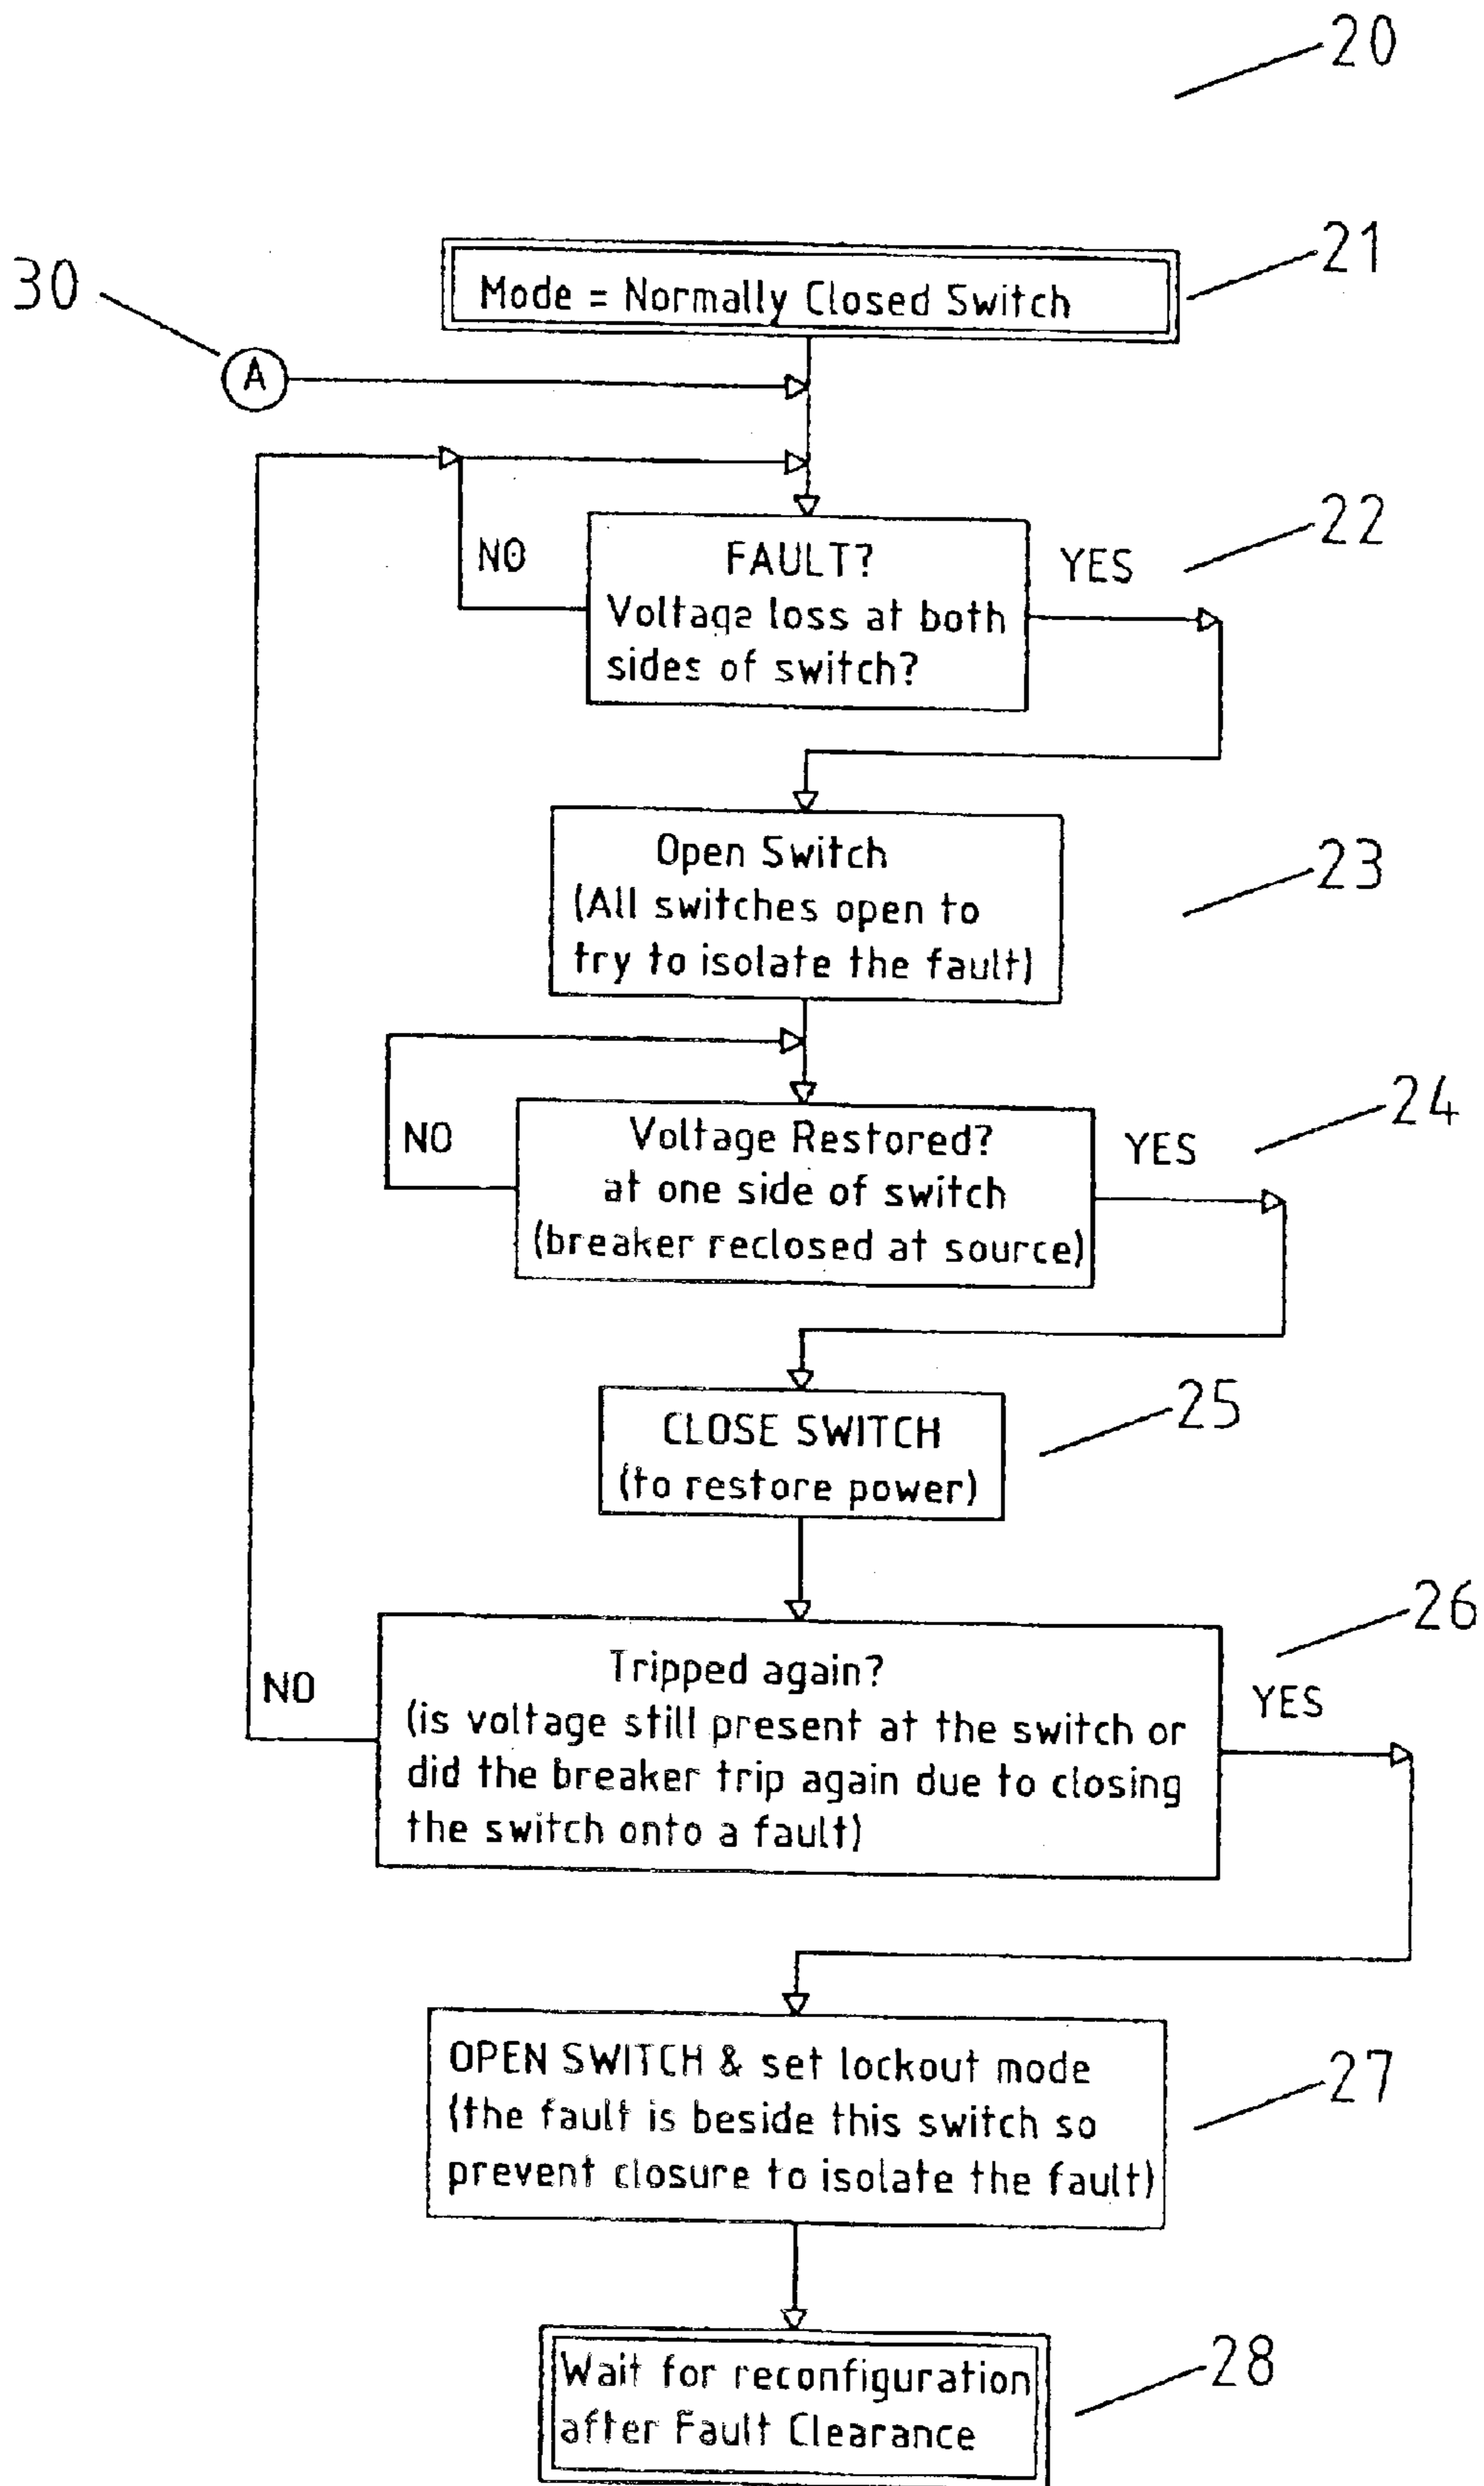 20
21
Mode = Normally Closed Switch
30
A
22
NO
FAULT?
YES
Voltage loss at both
sides of switch?
23
Open Switch
(All switches open to
try to isolate the fault)
24
NO
Voltage Restored?
YES
at one side of switch
(breaker reclosed at source)
25
CLOSE SWITCH
(to restore power)
26
NO
Tripped again?
YES
(is voltage still present at the switch or
did the breaker trip again due to closing
the switch onto a fault)
27
OPEN SWITCH & set lockout mode
(the fault is beside this switch so
prevent closure to isolate the fault)
28
Wait for reconfiguration
after Fault Clearance